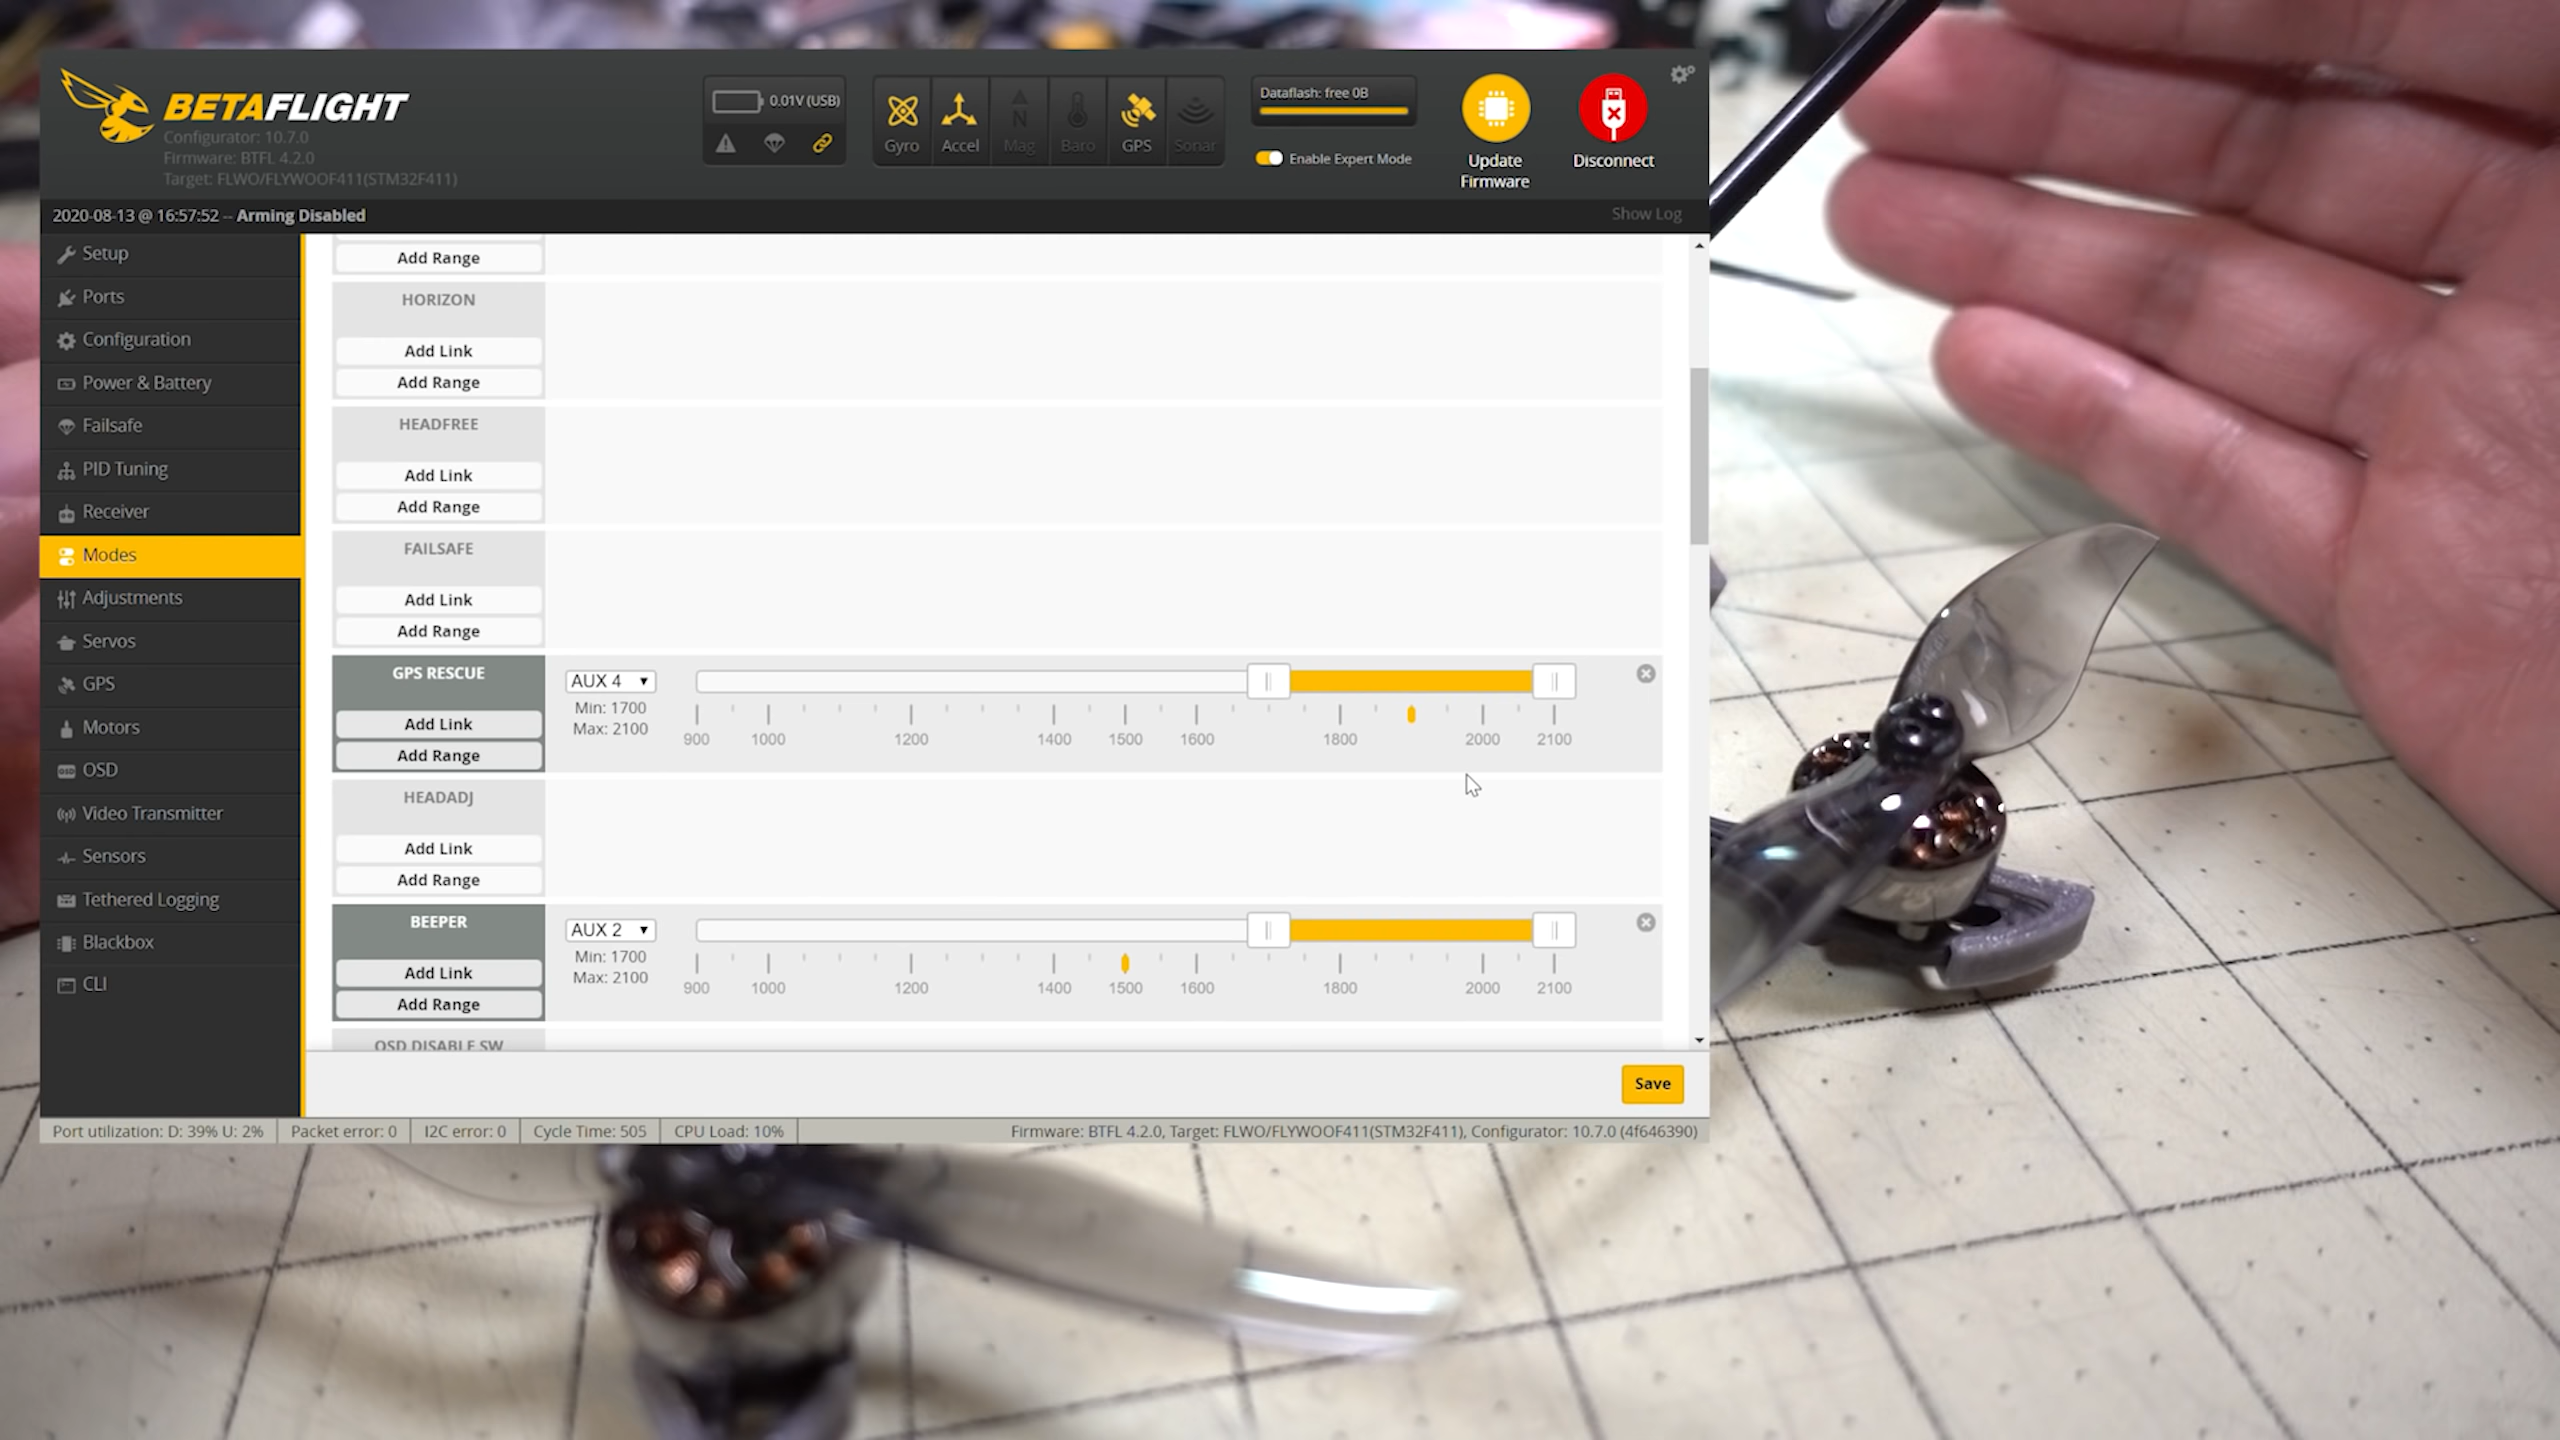 BETAFLIGHT
Configurator: 10.7.0
Firmware: BTFL 4.2.0
Target: FLWO/FLYWOOF411(STM32F411)
0.01V (USB)
Gyro
Accel
Mag
Baro
GPS
Sonar
Dataflash: free 0B
Enable Expert Mode
Update
Firmware
Disconnect
2020-08-13 @ 16:57:52 -- Arming Disabled
Show Log
Setup
Ports
Configuration
Power & Battery
Failsafe
PID Tuning
Receiver
Modes
Adjustments
Servos
GPS
Motors
OSD
Video Transmitter
Sensors
Tethered Logging
Blackbox
CLI
Add Range
HORIZON
Add Link
Add Range
HEADFREE
Add Link
Add Range
FAILSAFE
Add Link
Add Range
GPS RESCUE
Add Link
Add Range
AUX 4
Min: 1700
Max: 2100
900 1000 1200 1400 1500 1600 1800 2000 2100
HEADADJ
Add Link
Add Range
BEEPER
Add Link
Add Range
AUX 2
Min: 1700
Max: 2100
900 1000 1200 1400 1500 1600 1800 2000 2100
OSD DISABLE SW
Save
Port utilization: D: 39% U: 2%
Packet error: 0
I2C error: 0
Cycle Time: 505
CPU Load: 10%
Firmware: BTFL 4.2.0, Target: FLWO/FLYWOOF411(STM32F411), Configurator: 10.7.0 (4f646390)